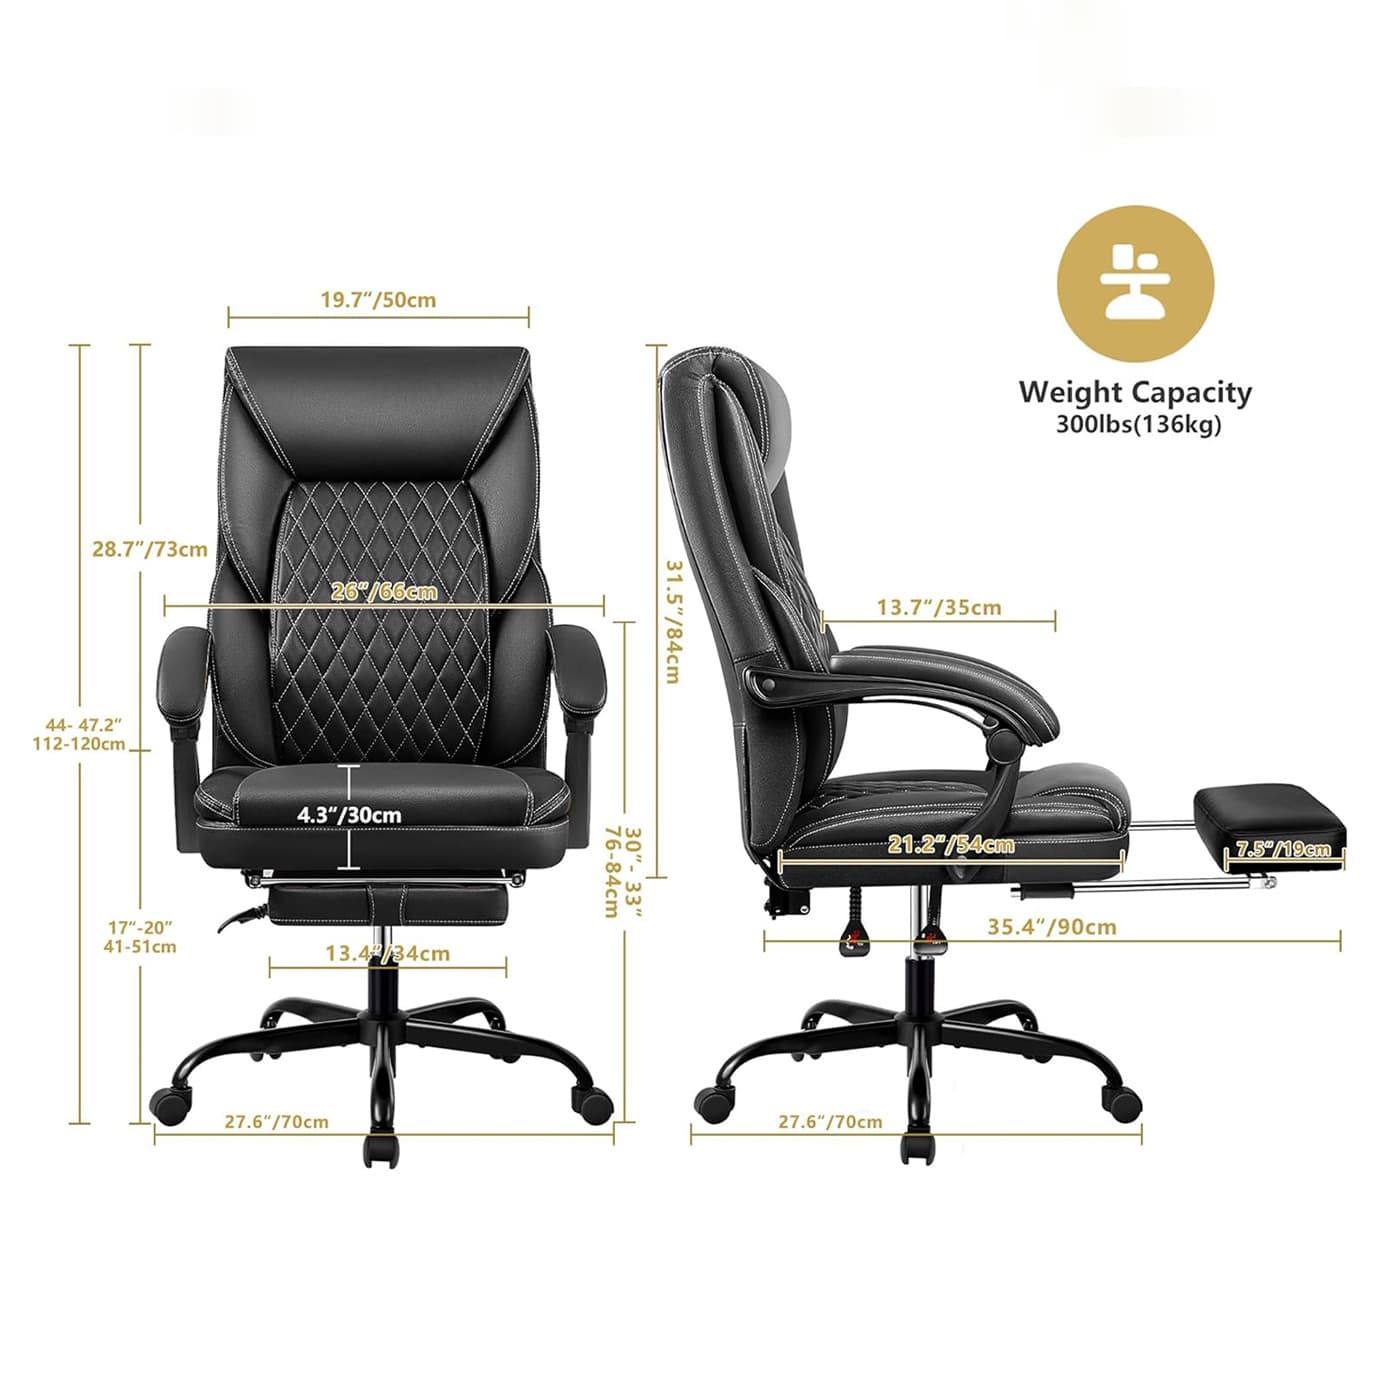 19.7“/50cm
Weight Capacity
300lbs(136kg)
28.7“/73cm
26“/66cm
31.5“/84cm
13.7“/35cm
44- 47.2“
112-120cm
4.3“/30cm
30“- 33“
76-84cm
21.2“/54cm
7.5“/19cm
17“-20“
41-51cm
13.4“/34cm
35.4“/90cm
27.6“/70cm
27.6“/70cm